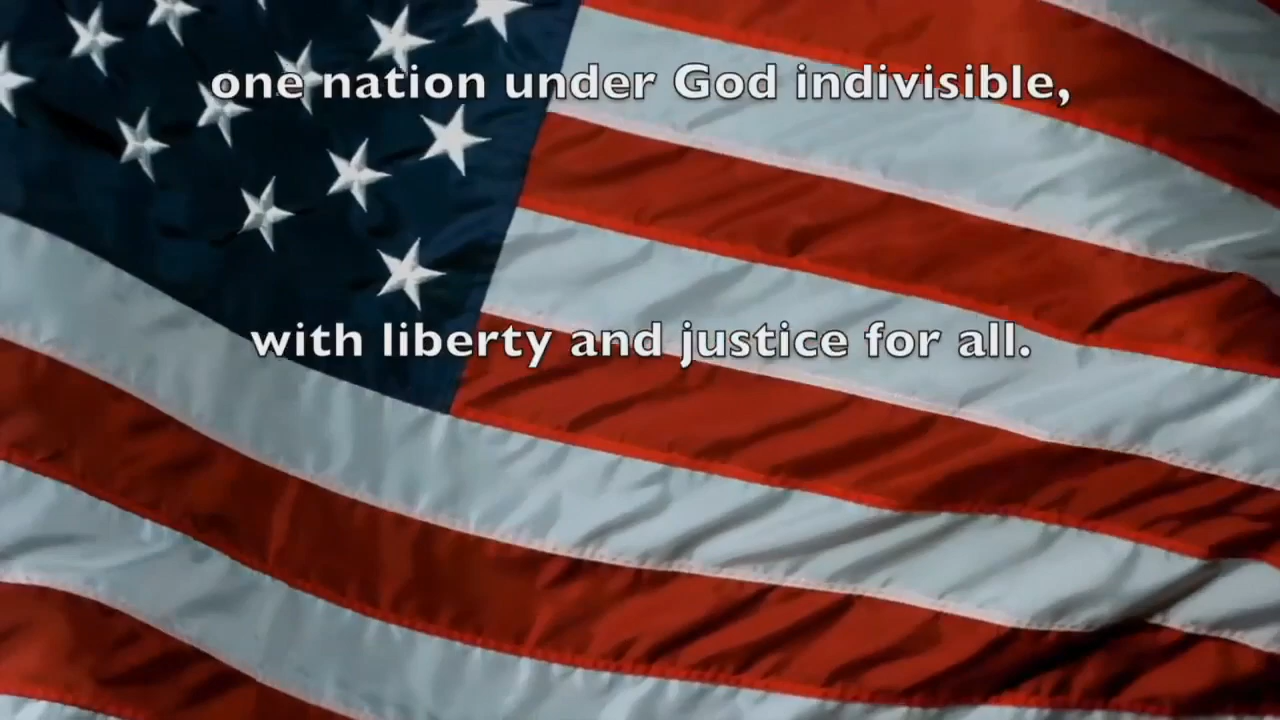 one nation under God indivisible,
with liberty and justice for all.